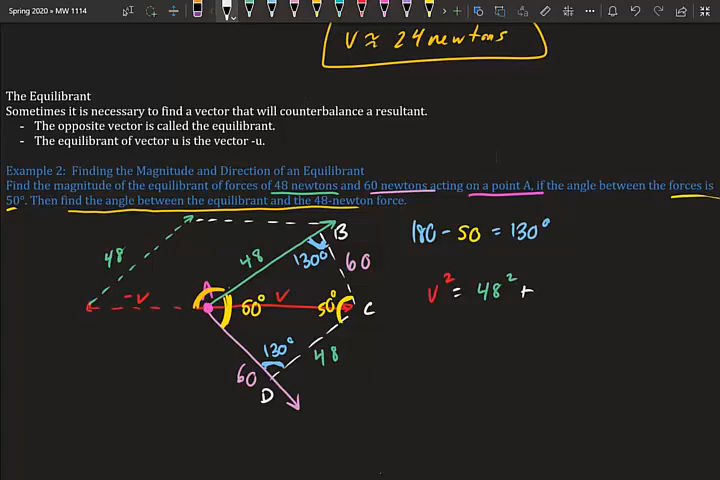 Spring 2020 » MW 1114
V ≈ 24 newtons
The Equilibrant
Sometimes it is necessary to find a vector that will counterbalance a resultant.
- The opposite vector is called the equilibrant.
- The equilibrant of vector u is the vector -u.
Example 2: Finding the Magnitude and Direction of an Equilibrant
Find the magnitude of the equilibrant of forces of 48 newtons and 60 newtons acting on a point A, if the angle between the forces is
50°. Then find the angle between the equilibrant and the 48-newton force.
180 - 50 = 130°
B
48
48
130°
60
A
-v
v
50°
50°
C
v² = 48² +
130°
48
60
D